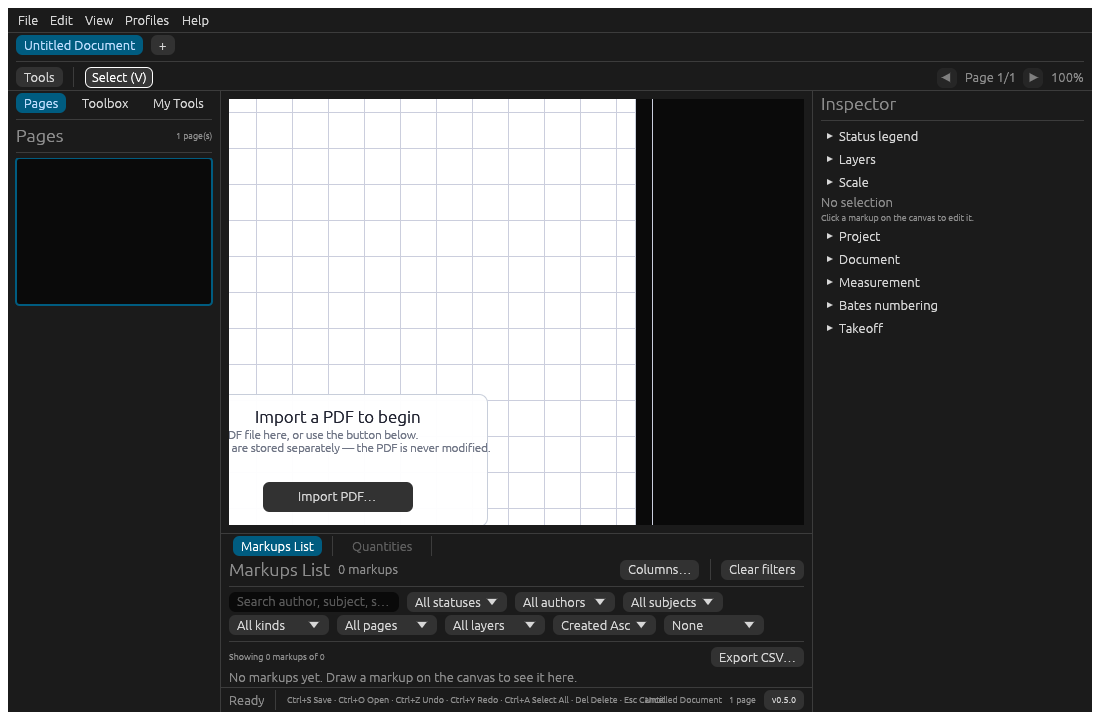 File Edit View Profiles Help
Untitled Document +
Tools Select (V) Page 1/1 100%
Pages Toolbox My Tools
Pages 1 page(s)
Inspector
Status legend
Layers
Scale
No selection
Click a markup on the canvas to edit it.
Project
Document
Measurement
Bates numbering
Takeoff
Import a PDF to begin
DF file here, or use the button below.
are stored separately — the PDF is never modified.
Import PDF...
Markups List Quantities
Markups List 0 markups Columns... Clear filters
Search author, subject, s... All statuses All authors All subjects
All kinds All pages All layers Created Asc None
Showing 0 markups of 0 Export CSV...
No markups yet. Draw a markup on the canvas to see it here.
Ready Ctrl+S Save · Ctrl+O Open · Ctrl+Z Undo · Ctrl+Y Redo · Ctrl+A Select All · Del Delete · Esc Untitled Document 1 page v0.5.0